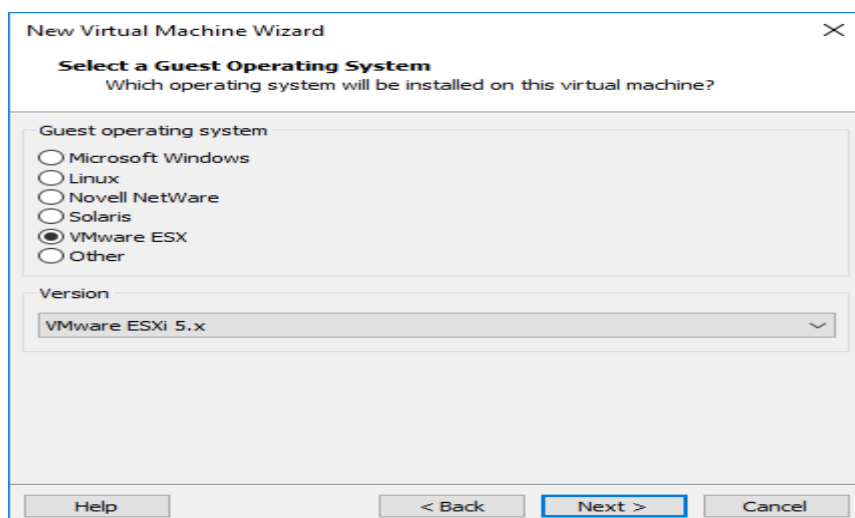 New Virtual Machine Wizard
Select a Guest Operating System
Which operating system will be installed on this virtual machine?
Guest operating system
Microsoft Windows
Linux
Novell NetWare
Solaris
VMware ESX
Other
Version
VMware ESXi 5.x
Help < Back Next > Cancel